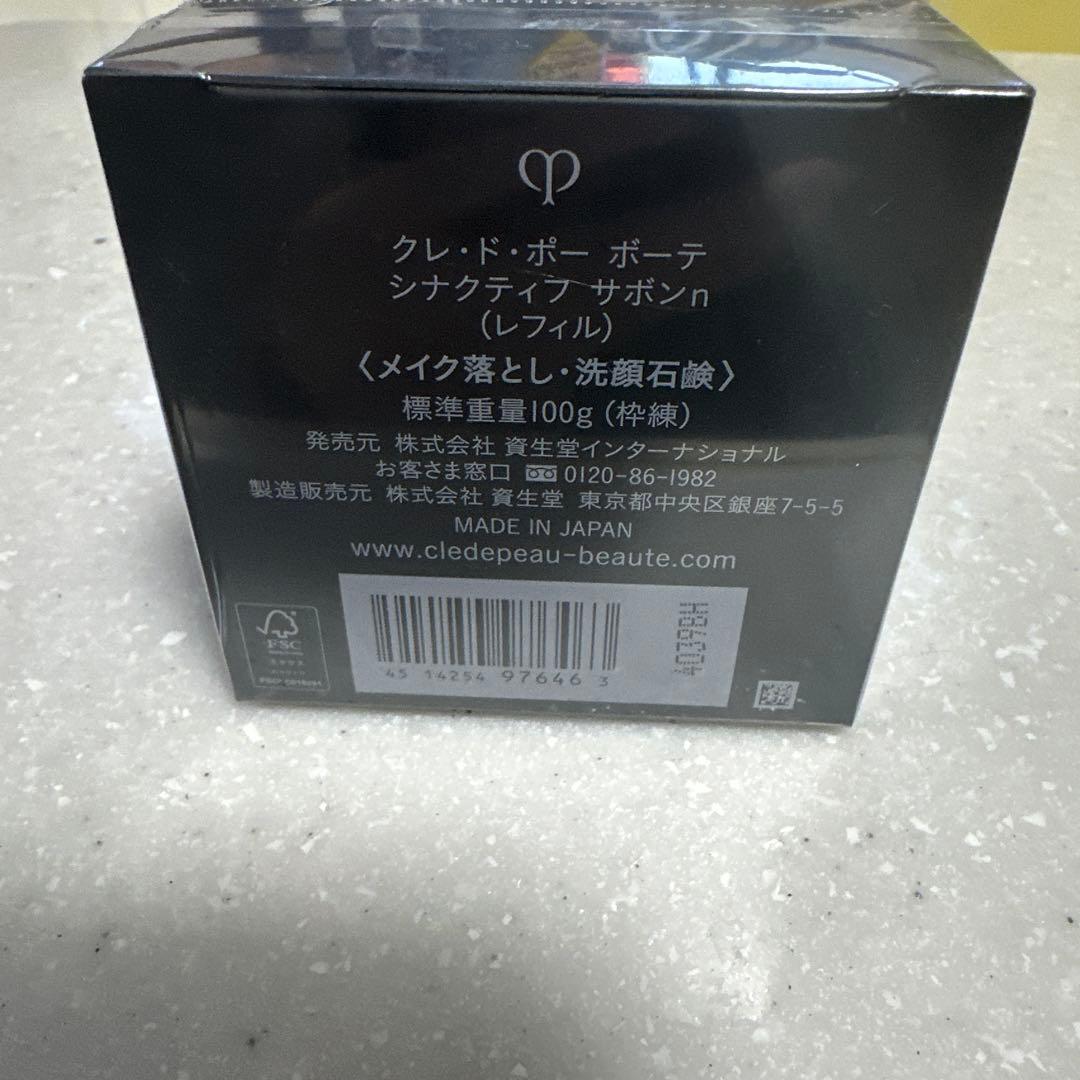 クレ・ド・ポー ボーテ
シナクティフ サボンn
(レフィル)
〈メイク落とし・洗顔石鹸〉
標準重量100g (枠練)
発売元 株式会社 資生堂インターナショナル
お客さま窓口 0120-86-1982
製造販売元 株式会社 資生堂 東京都中央区銀座7-5-5
MADE IN JAPAN
www.cledepeau-beaute.com
FSC
ミックス
45 14254 97646 3
4039BH